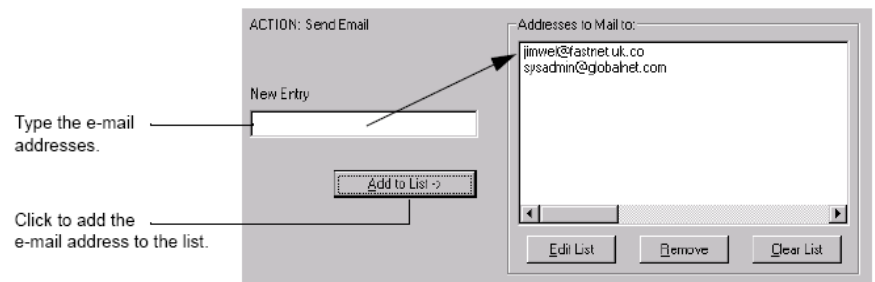 ACTION: Send Email
Addresses to Mail to:
jimwel@fastnet.uk.co
sysadmin@globalnet.com
New Entry
Type the e-mail
addresses.
Add to List ->
Click to add the
e-mail address to the list.
Edit List
Remove
Clear List